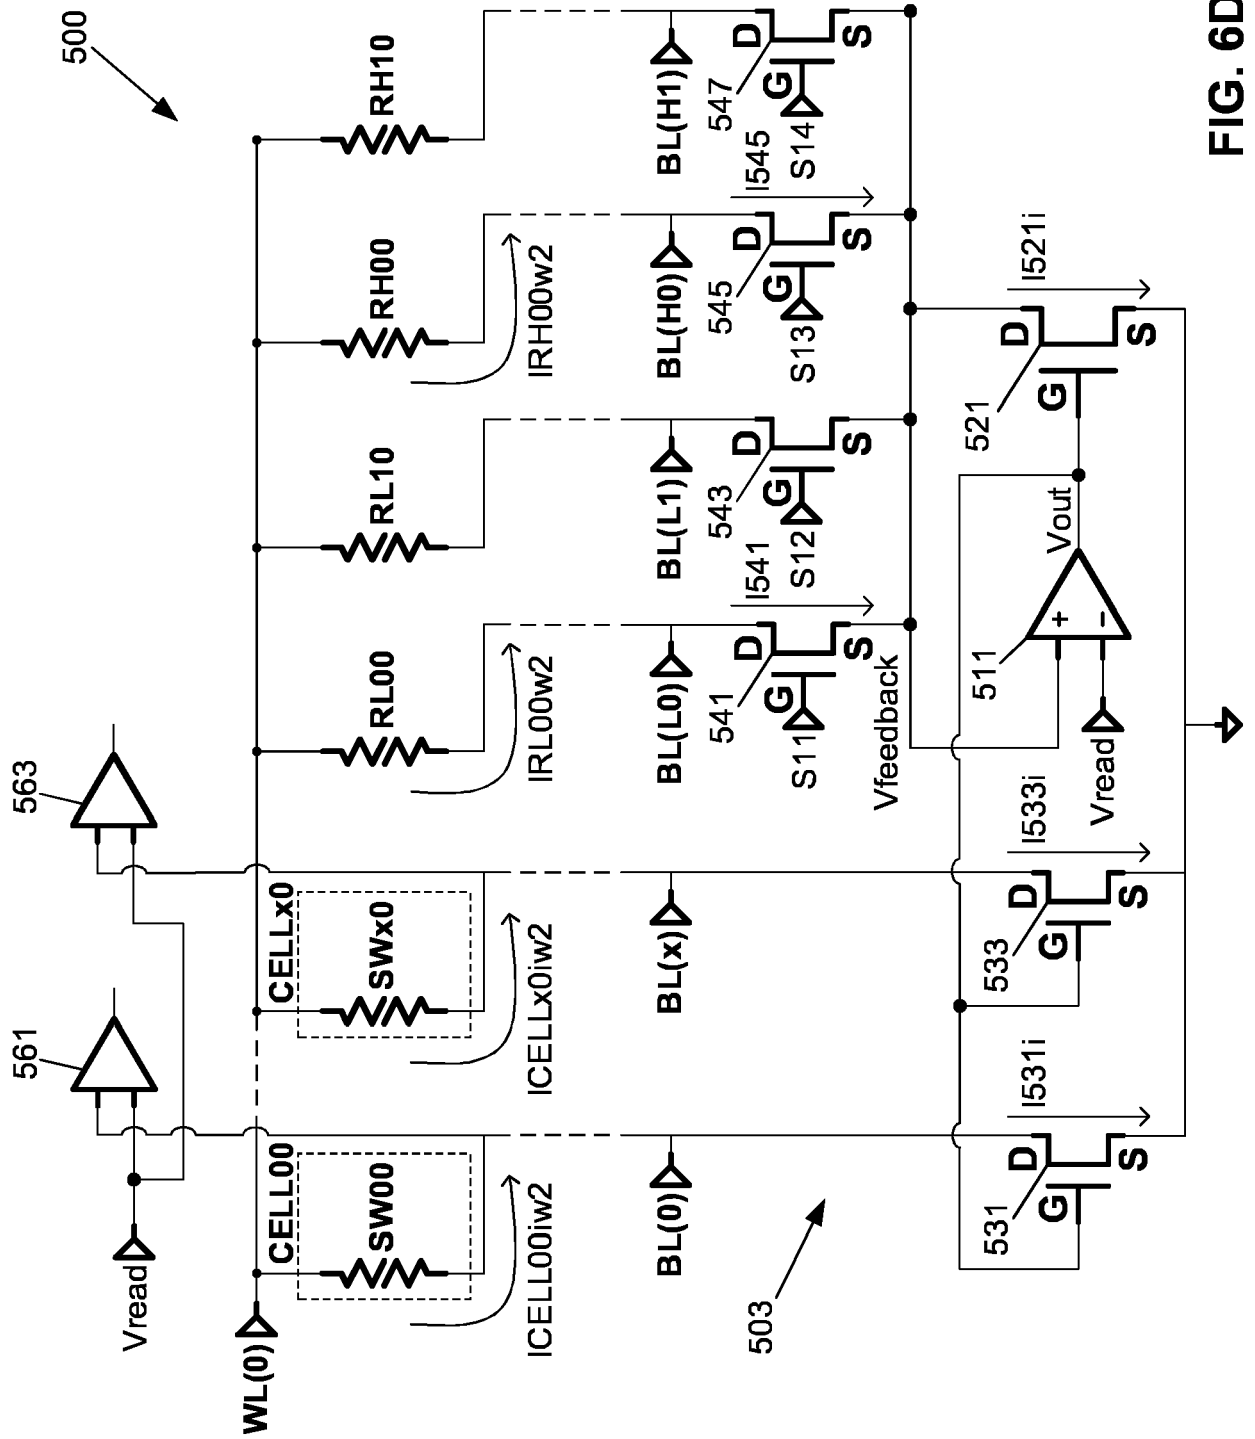 500
563
561
Vread
WL(0)
CELL00
SW00
CELLx0
SWx0
RL00
RL10
RH00
RH10
ICELL00iw2
ICELLx0iw2
IRL00w2
IRH00w2
BL(0)
BL(x)
BL(L0)
BL(L1)
BL(H0)
BL(H1)
541
D
G
S
S11
I541
543
D
G
S
S12
545
D
G
S
S13
I545
547
D
G
S
S14
Vfeedback
503
531
D
G
S
I531i
533
D
G
S
I533i
511
+
–
Vread
Vout
521
D
G
S
I521i
FIG. 6D